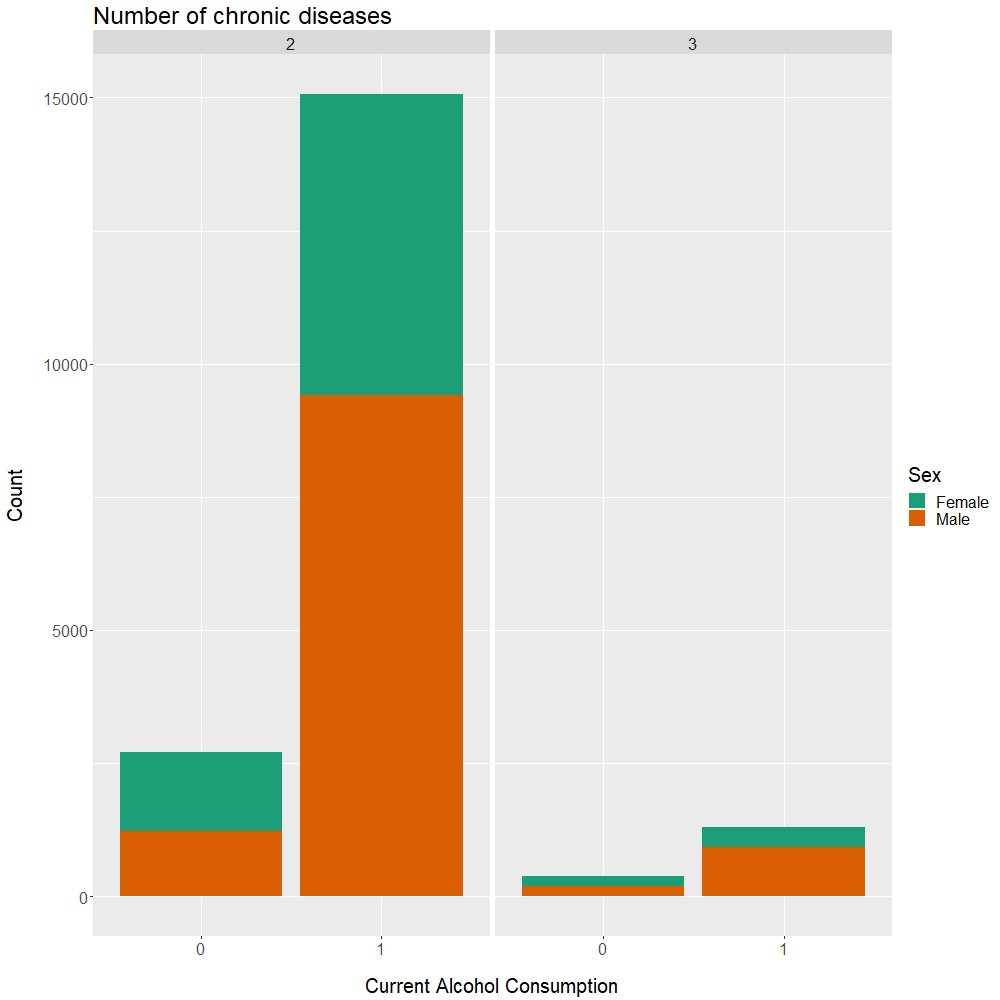 Number of chronic diseases
2
3
15000
10000
5000
0
Count
0
1
0
1
Current Alcohol Consumption
Sex
Female
Male